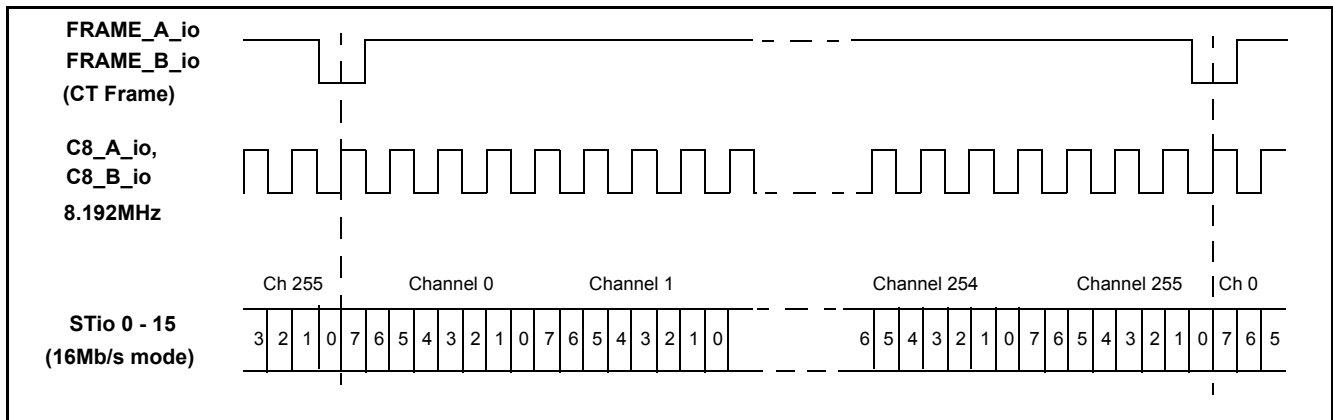 FRAME_A_io
FRAME_B_io
(CT Frame)
C8_A_io,
C8_B_io
8.192MHz
Ch 255 Channel 0 Channel 1 Channel 254 Channel 255 Ch 0
STio 0 - 15
(16Mb/s mode)
3 2 1 0 7 6 5 4 3 2 1 0 7 6 5 4 3 2 1 0 6 5 4 3 2 1 0 7 6 5 4 3 2 1 0 7 6 5